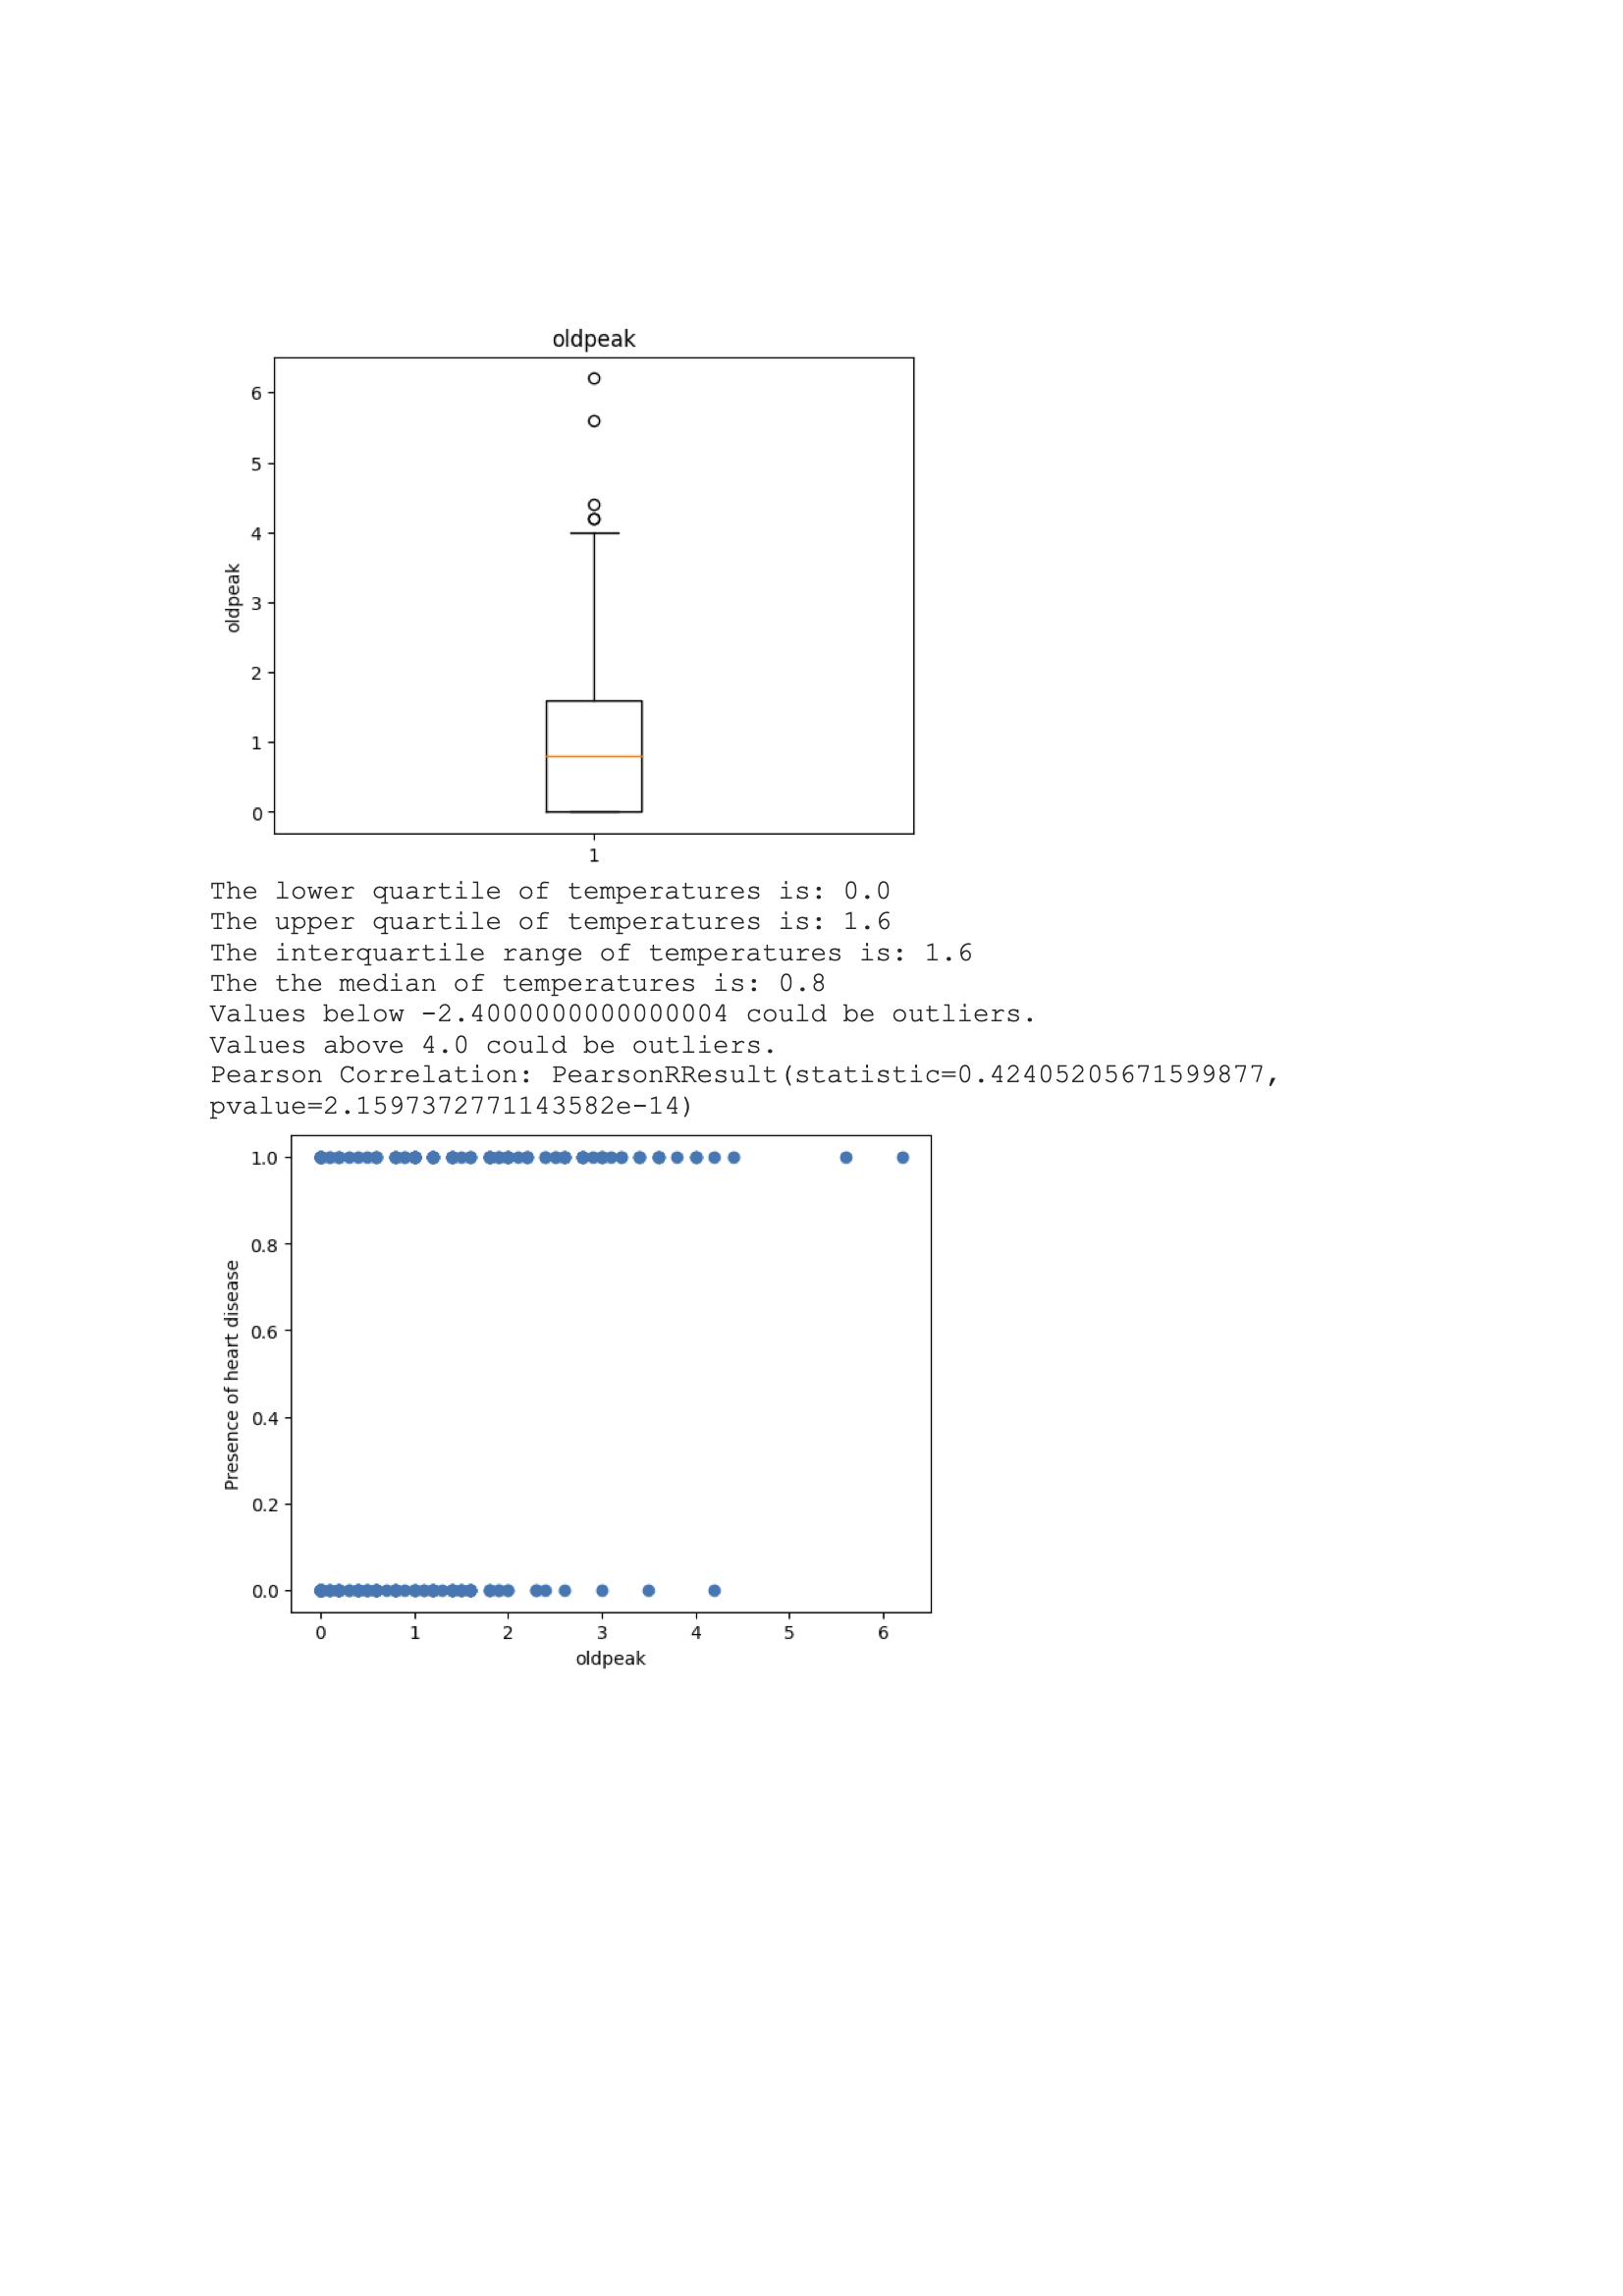 oldpeak
6
5
4
3
2
1
0
oldpeak
1
The lower quartile of temperatures is: 0.0
The upper quartile of temperatures is: 1.6
The interquartile range of temperatures is: 1.6
The the median of temperatures is: 0.8
Values below -2.4000000000000004 could be outliers.
Values above 4.0 could be outliers.
Pearson Correlation: PearsonRResult(statistic=0.42405205671599877,
pvalue=2.1597372771143582e-14)
1.0
0.8
0.6
0.4
0.2
0.0
Presence of heart disease
0 1 2 3 4 5 6
oldpeak